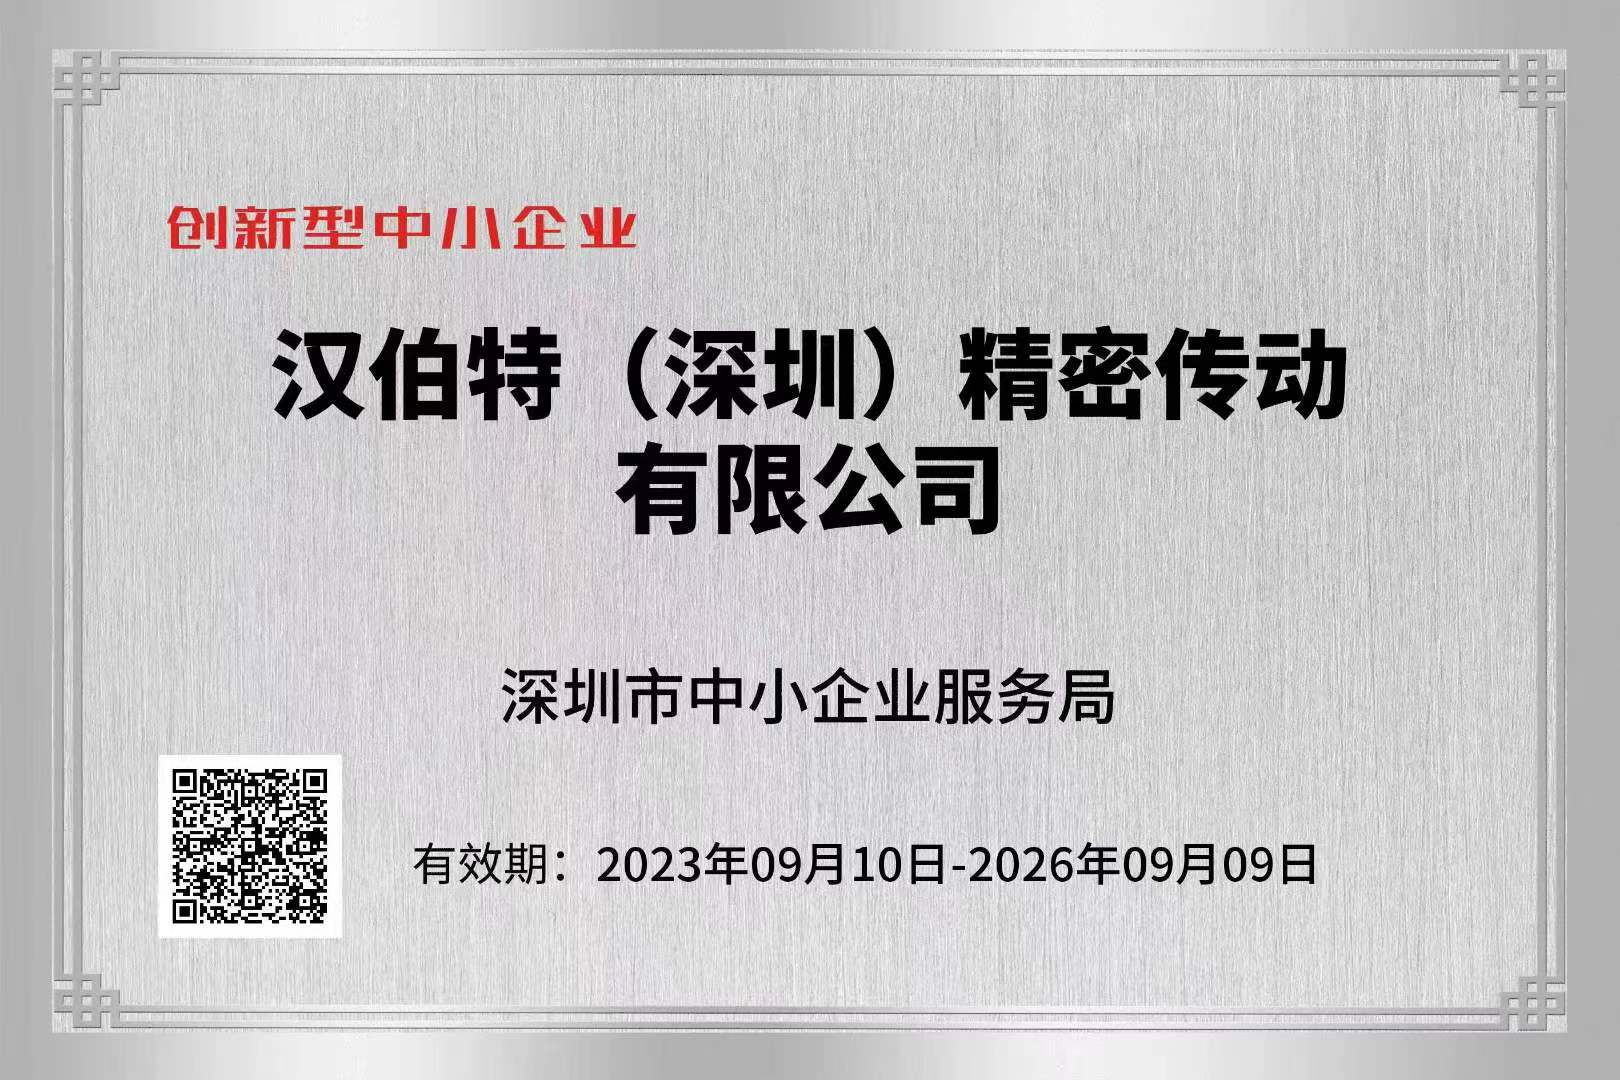 创新型中小企业
汉伯特（深圳）精密传动
有限公司
深圳市中小企业服务局
有效期：2023年09月10日-2026年09月09日